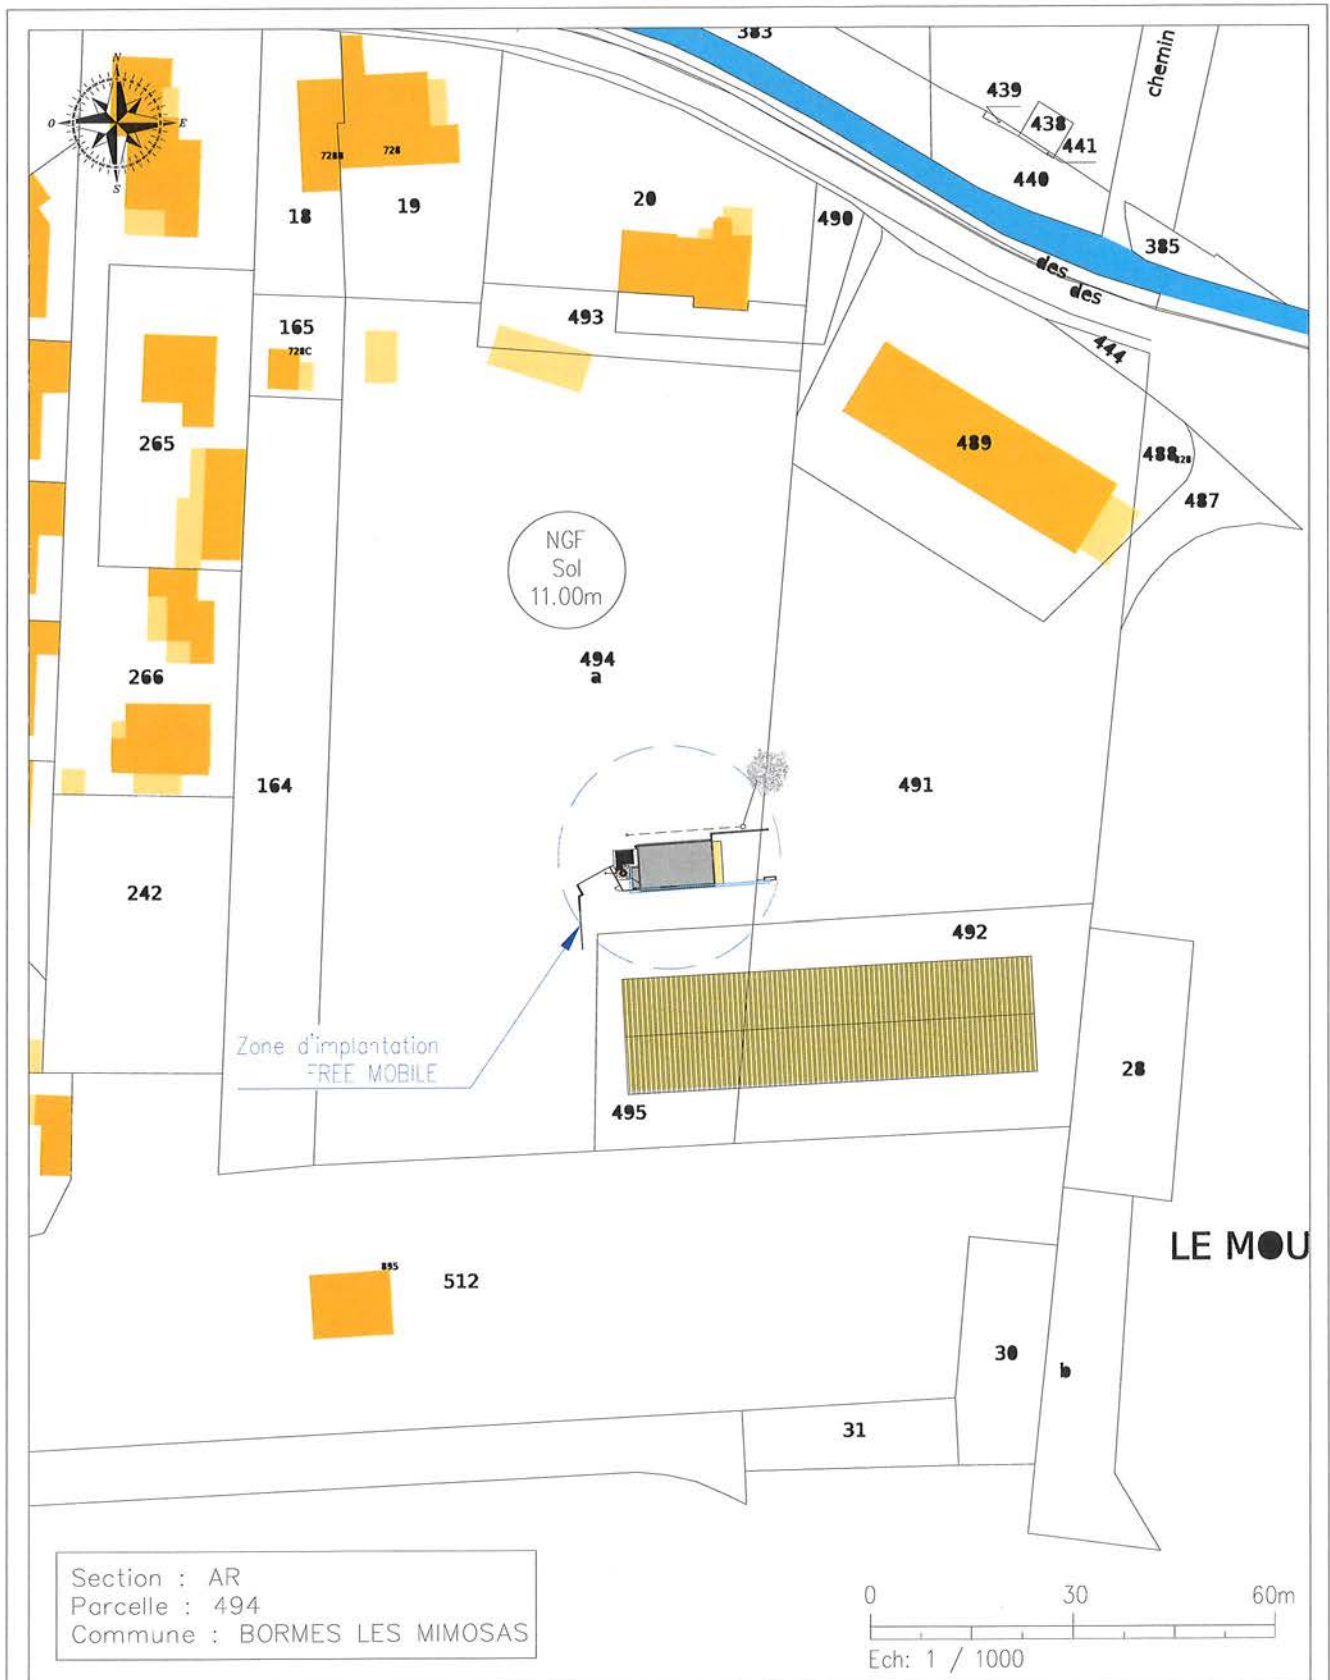 383
chemin
439
438
441
440
N
O
E
S
728B
728
18
19
20
490
385
des
des
165
728C
493
444
265
489
488
828
487
NGF
Sol
11.00m
494
a
266
164
491
242
492
Zone d'implantation
FREE MOBILE
28
495
LE MOU
895
512
30
b
31
Section : AR
Parcelle : 494
Commune : BORMES LES MIMOSAS
0 30 60m
Ech: 1 / 1000